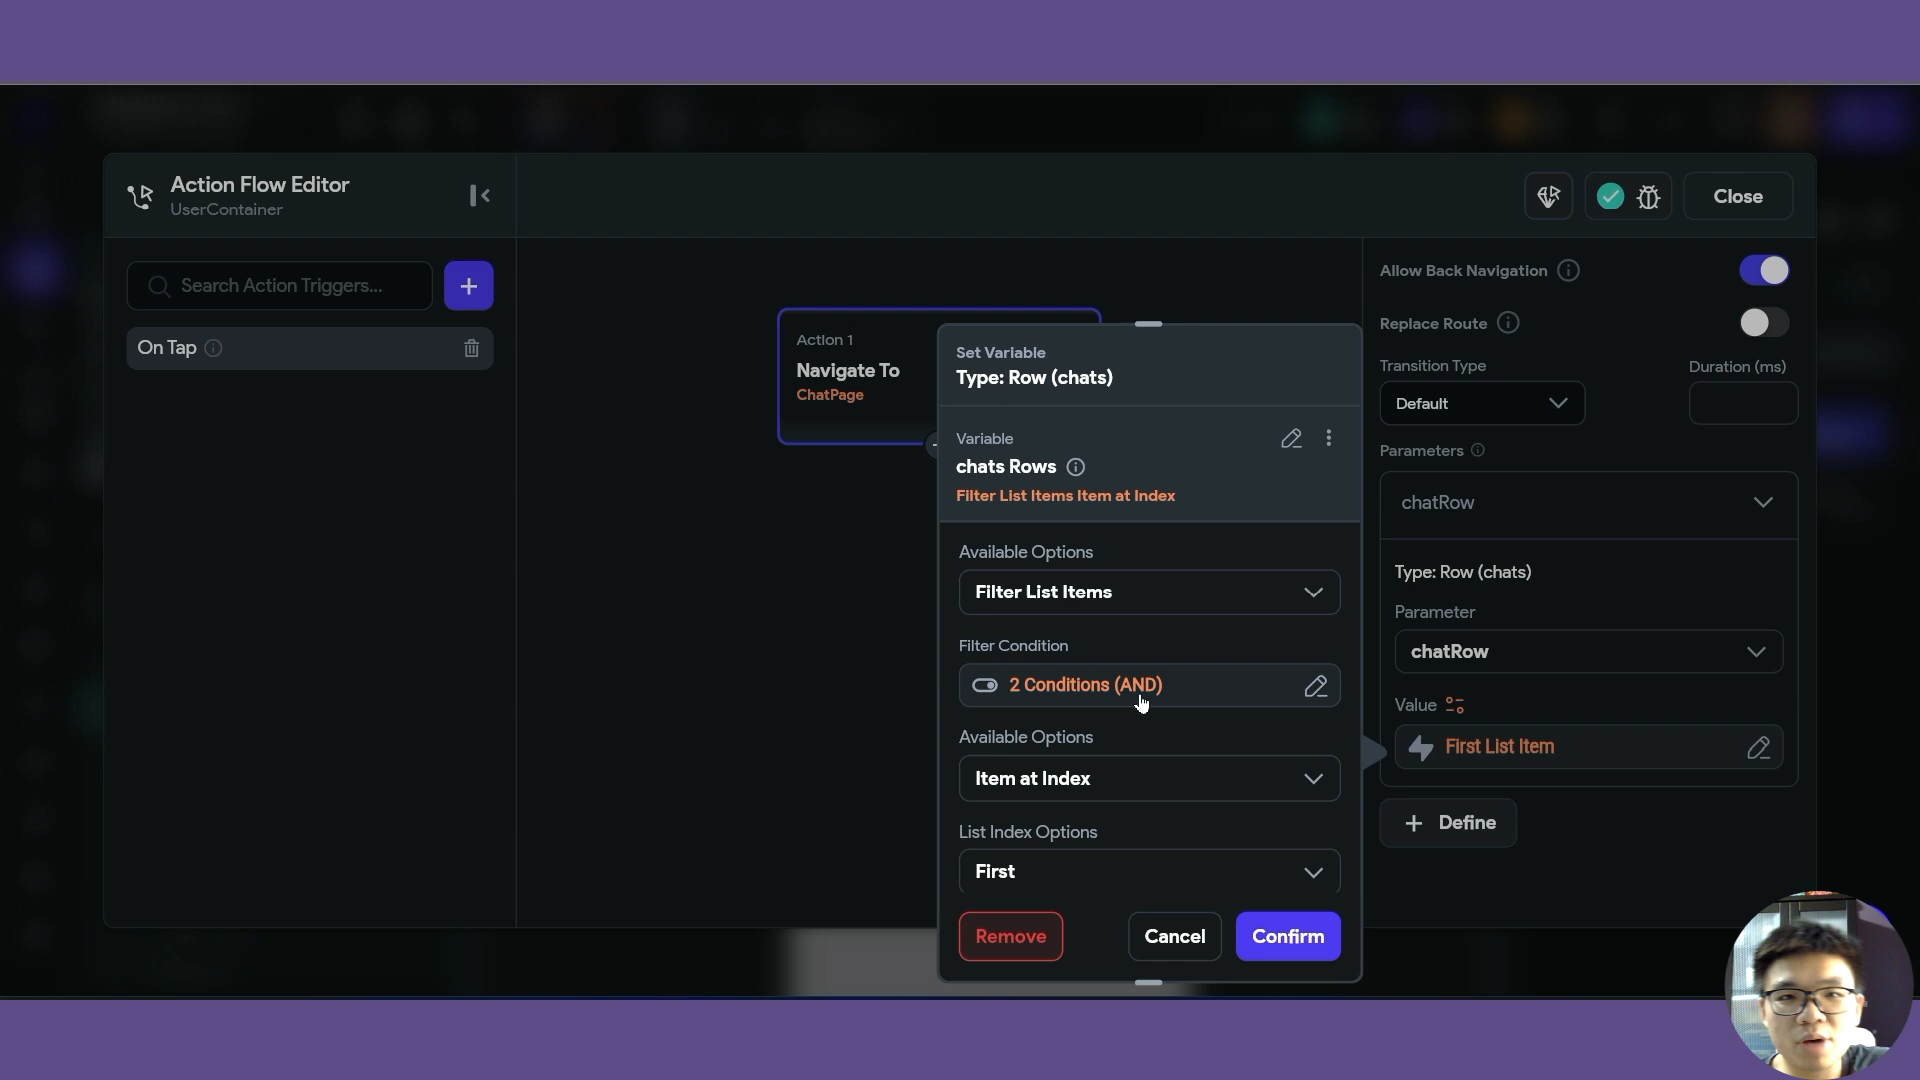 Action Flow Editor
UserContainer
Close
Search Action Triggers...
On Tap
Action 1
Navigate To
ChatPage
Set Variable
Type: Row (chats)
Variable
chats Rows
Filter List Items Item at Index
Available Options
Filter List Items
Filter Condition
2 Conditions (AND)
Available Options
Item at Index
List Index Options
First
Remove
Cancel
Confirm
Allow Back Navigation
Replace Route
Transition Type
Duration (ms)
Default
Parameters
chatRow
Type: Row (chats)
Parameter
chatRow
Value
First List Item
+ Define